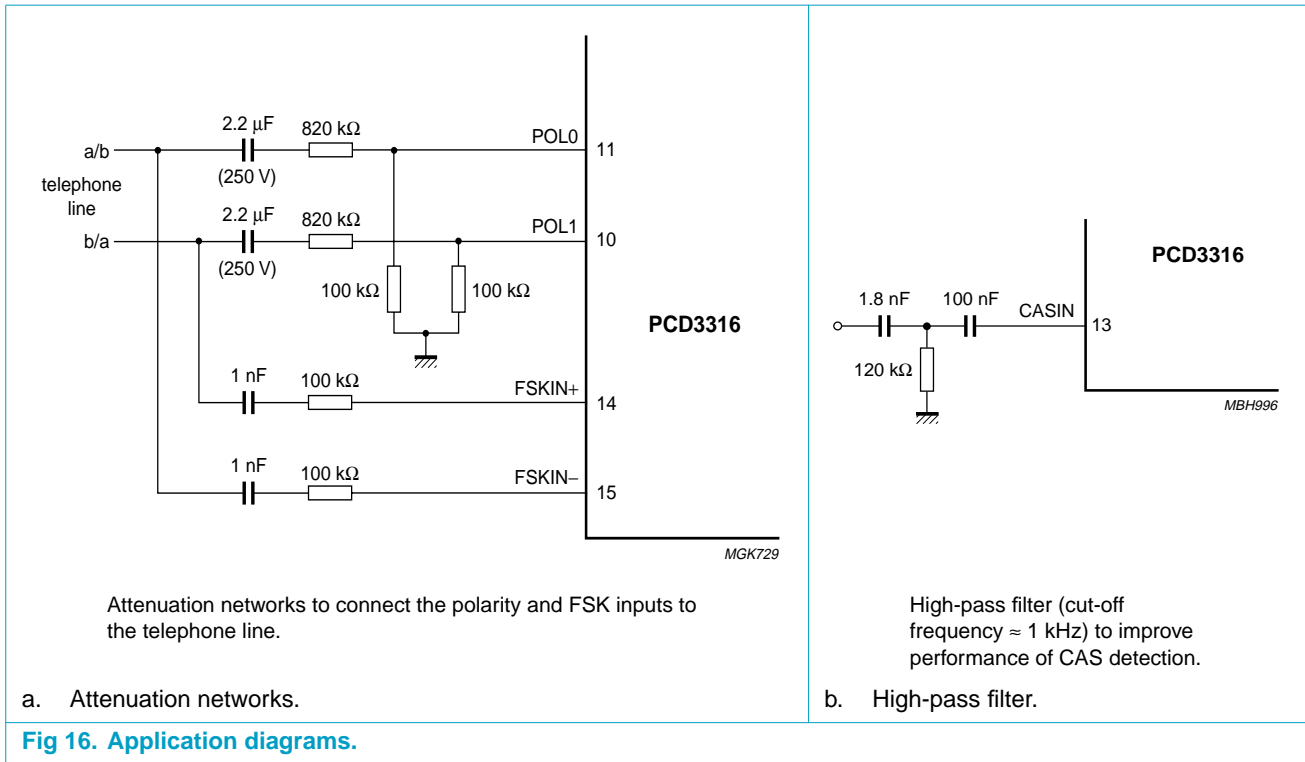 2.2 μF
820 kΩ
POL0
a/b
11
(250 V)
telephone
line
2.2 μF
820 kΩ
POL1
b/a
10
(250 V)
100 kΩ
100 kΩ
PCD3316
1 nF
100 kΩ
FSKIN+
14
1 nF
100 kΩ
FSKIN−
15
MGK729
Attenuation networks to connect the polarity and FSK inputs to
the telephone line.
a. Attenuation networks.
PCD3316
1.8 nF
100 nF
CASIN
13
120 kΩ
MBH996
High-pass filter (cut-off
frequency ≈ 1 kHz) to improve
performance of CAS detection.
b. High-pass filter.
Fig 16. Application diagrams.